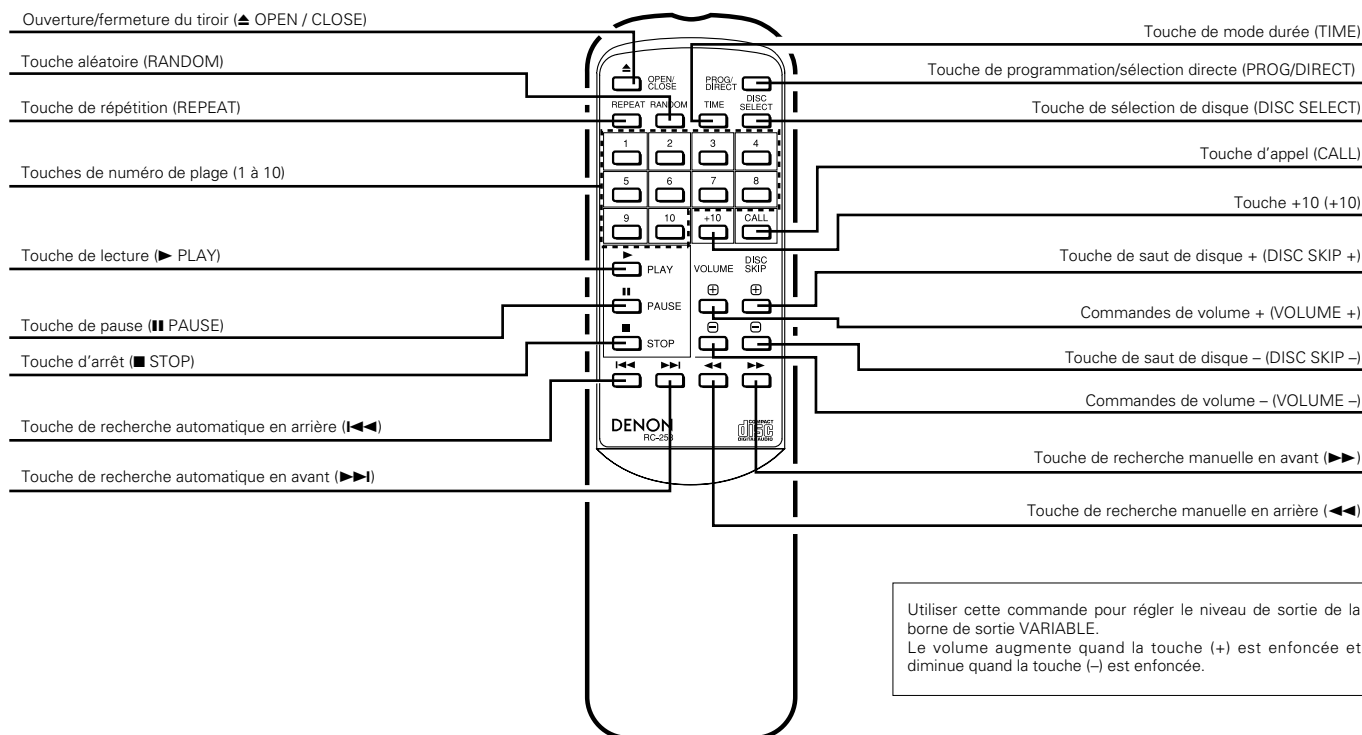 Ouverture/fermeture du tiroir (⏏ OPEN / CLOSE)
Touche aléatoire (RANDOM)
Touche de répétition (REPEAT)
Touches de numéro de plage (1 à 10)
Touche de lecture (► PLAY)
Touche de pause (❚❚ PAUSE)
Touche d'arrêt (■ STOP)
Touche de recherche automatique en arrière (I◄◄)
Touche de recherche automatique en avant (►►I)
⏏ OPEN/
CLOSE
PROG/
DIRECT
REPEAT RANDOM TIME DISC
SELECT
1 2 3 4
5 6 7 8
9 10 +10 CALL
► PLAY VOLUME DISC
SKIP
❚❚ PAUSE ⊕ ⊕
■ STOP ⊖ ⊖
I◄◄ ►►I ◄◄ ►►
DENON
COMPACT
disc
DIGITAL AUDIO
Touche de mode durée (TIME)
Touche de programmation/sélection directe (PROG/DIRECT)
Touche de sélection de disque (DISC SELECT)
Touche d'appel (CALL)
Touche +10 (+10)
Touche de saut de disque + (DISC SKIP +)
Commandes de volume + (VOLUME +)
Touche de saut de disque – (DISC SKIP –)
Commandes de volume – (VOLUME –)
Touche de recherche manuelle en avant (►►)
Touche de recherche manuelle en arrière (◄◄)
Utiliser cette commande pour régler le niveau de sortie de la
borne de sortie VARIABLE.
Le volume augmente quand la touche (+) est enfoncée et
diminue quand la touche (–) est enfoncée.